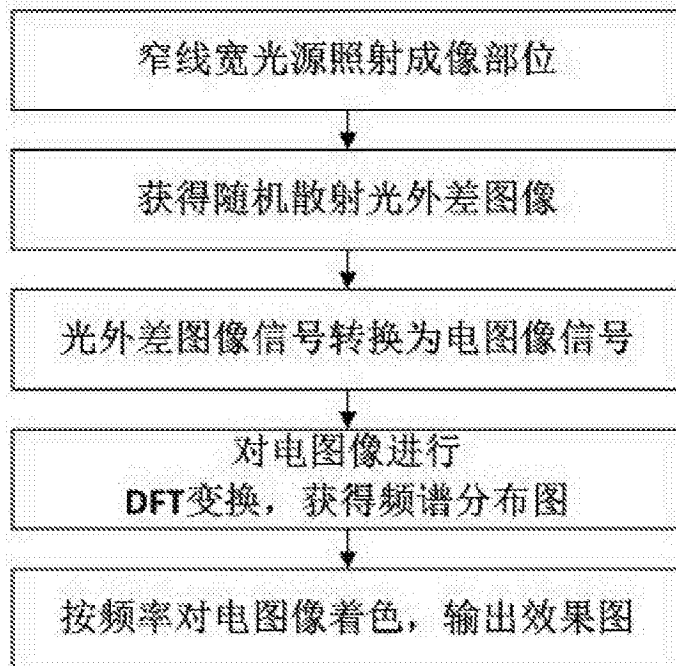 窄线宽光源照射成像部位
获得随机散射光外差图像
光外差图像信号转换为电图像信号
对电图像进行
DFT变换，获得频谱分布图
按频率对电图像着色，输出效果图